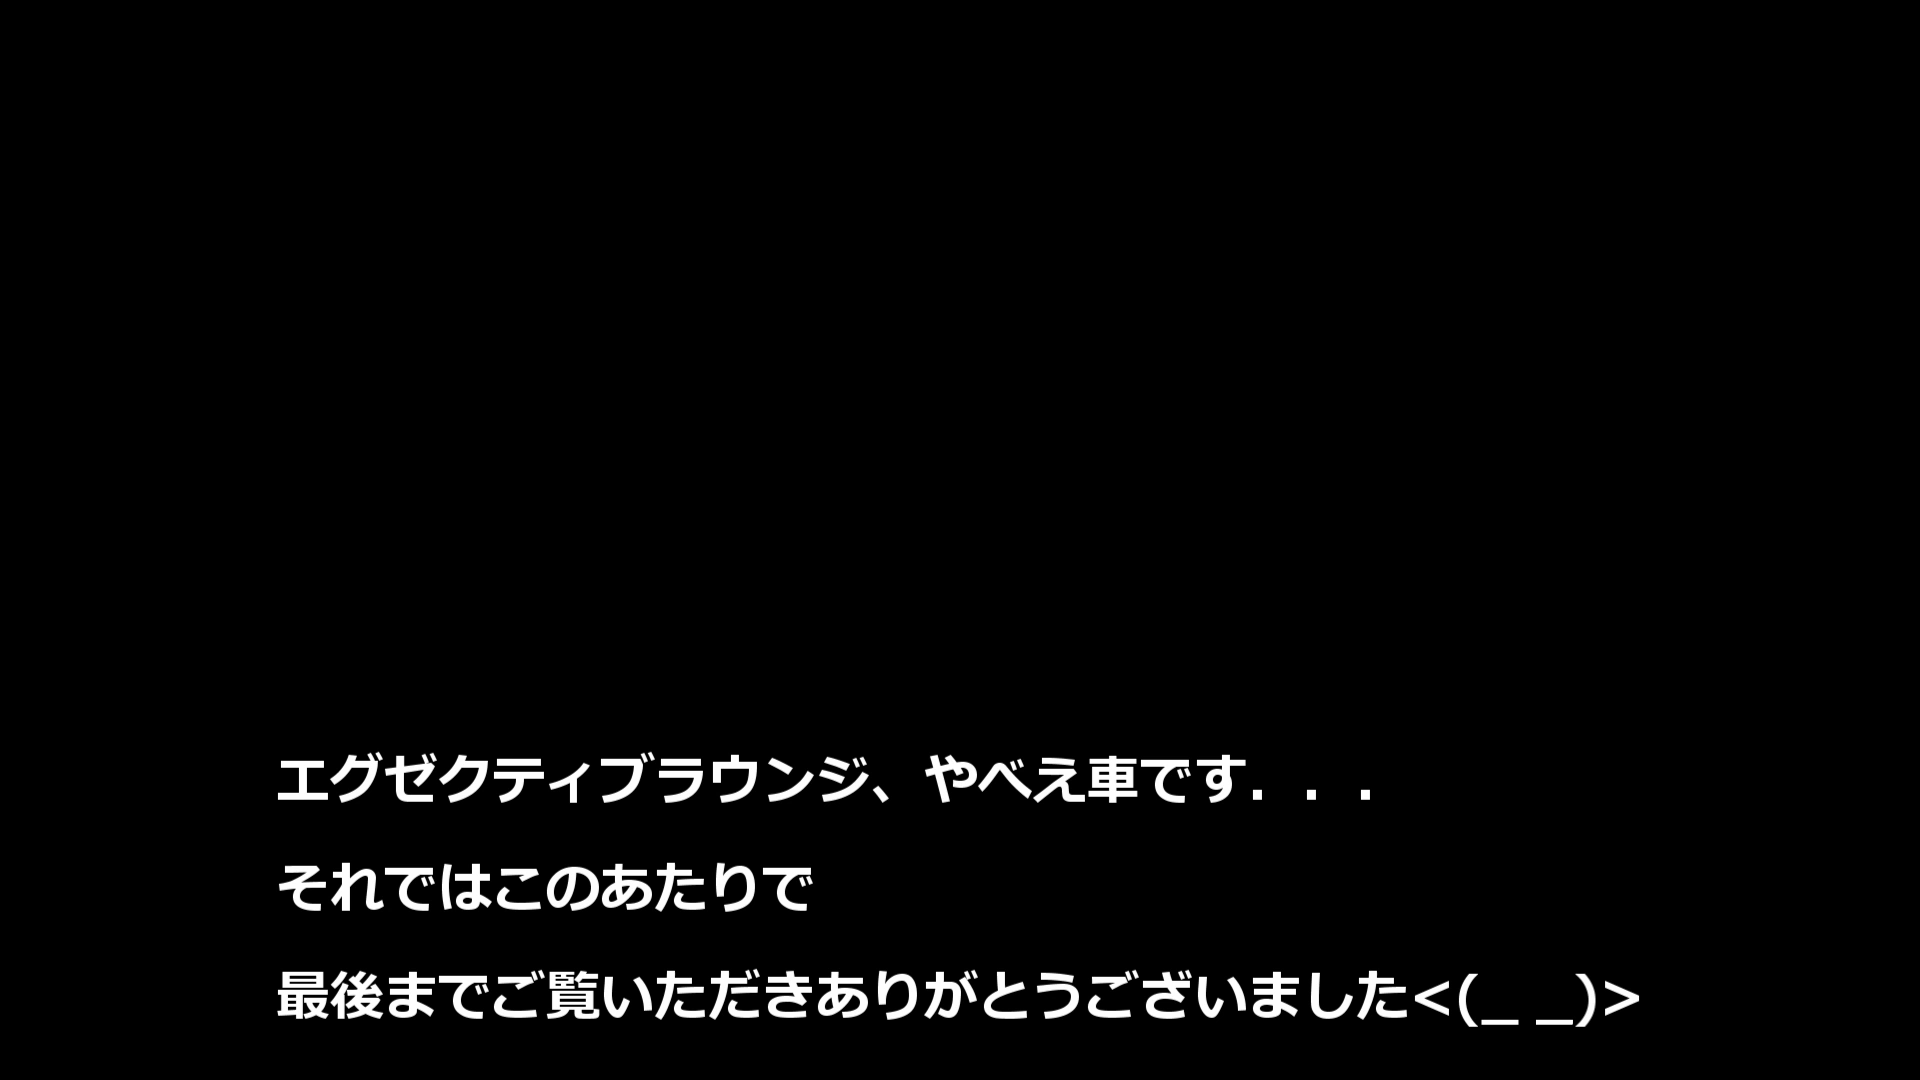 エグゼクティブラウンジ、やべえ車です．．．
それではこのあたりで
最後までご覧いただきありがとうございました<(_ _)>